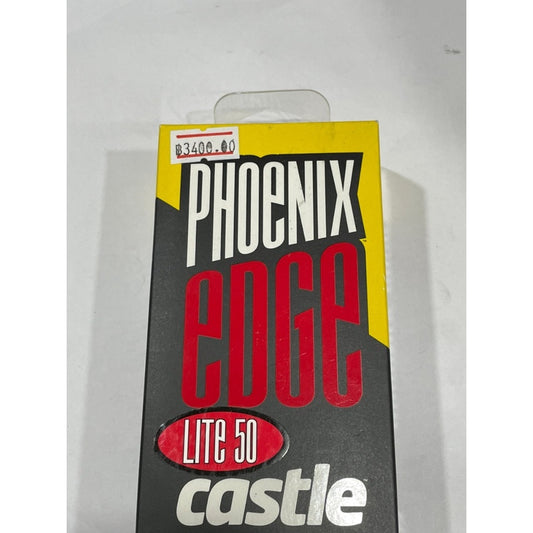 ฿3400.00
PHOENIX
EDGE
LITE 50
castle